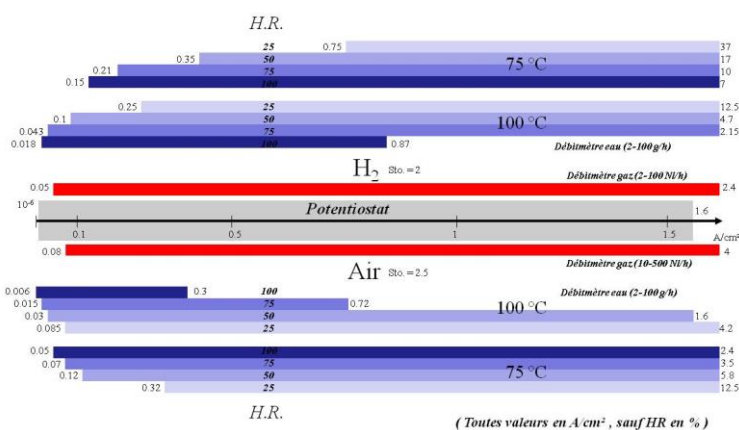 H.R.
25 0.75 37
0.35 50 75 °C 17
0.21 75 10
0.15 100 7
0.25 25 12.5
0.1 50 100 °C 4.7
0.043 75 2.15
0.018 100 0.87 Débitmètre eau (2-100g/h)
H2 Sto. = 2 Débitmètre gaz (2-100 Nl/h)
0.05 2.4
10-6 Potentiostat 1.6
0.1 0.5 1 1.5 A/cm²
0.08 4
Air Sto. = 2.5 Débitmètre gaz (10-500 Nl/h)
0.006 100 0.3 Débitmètre eau (2-100g/h)
0.015 75 0.72 100 °C
0.03 50 1.6
0.085 25 4.2
0.05 100 2.4
0.07 75 75 °C 3.5
0.12 50 5.8
0.32 25 12.5
H.R.
( Toutes valeurs en A/cm² , sauf HR en % )